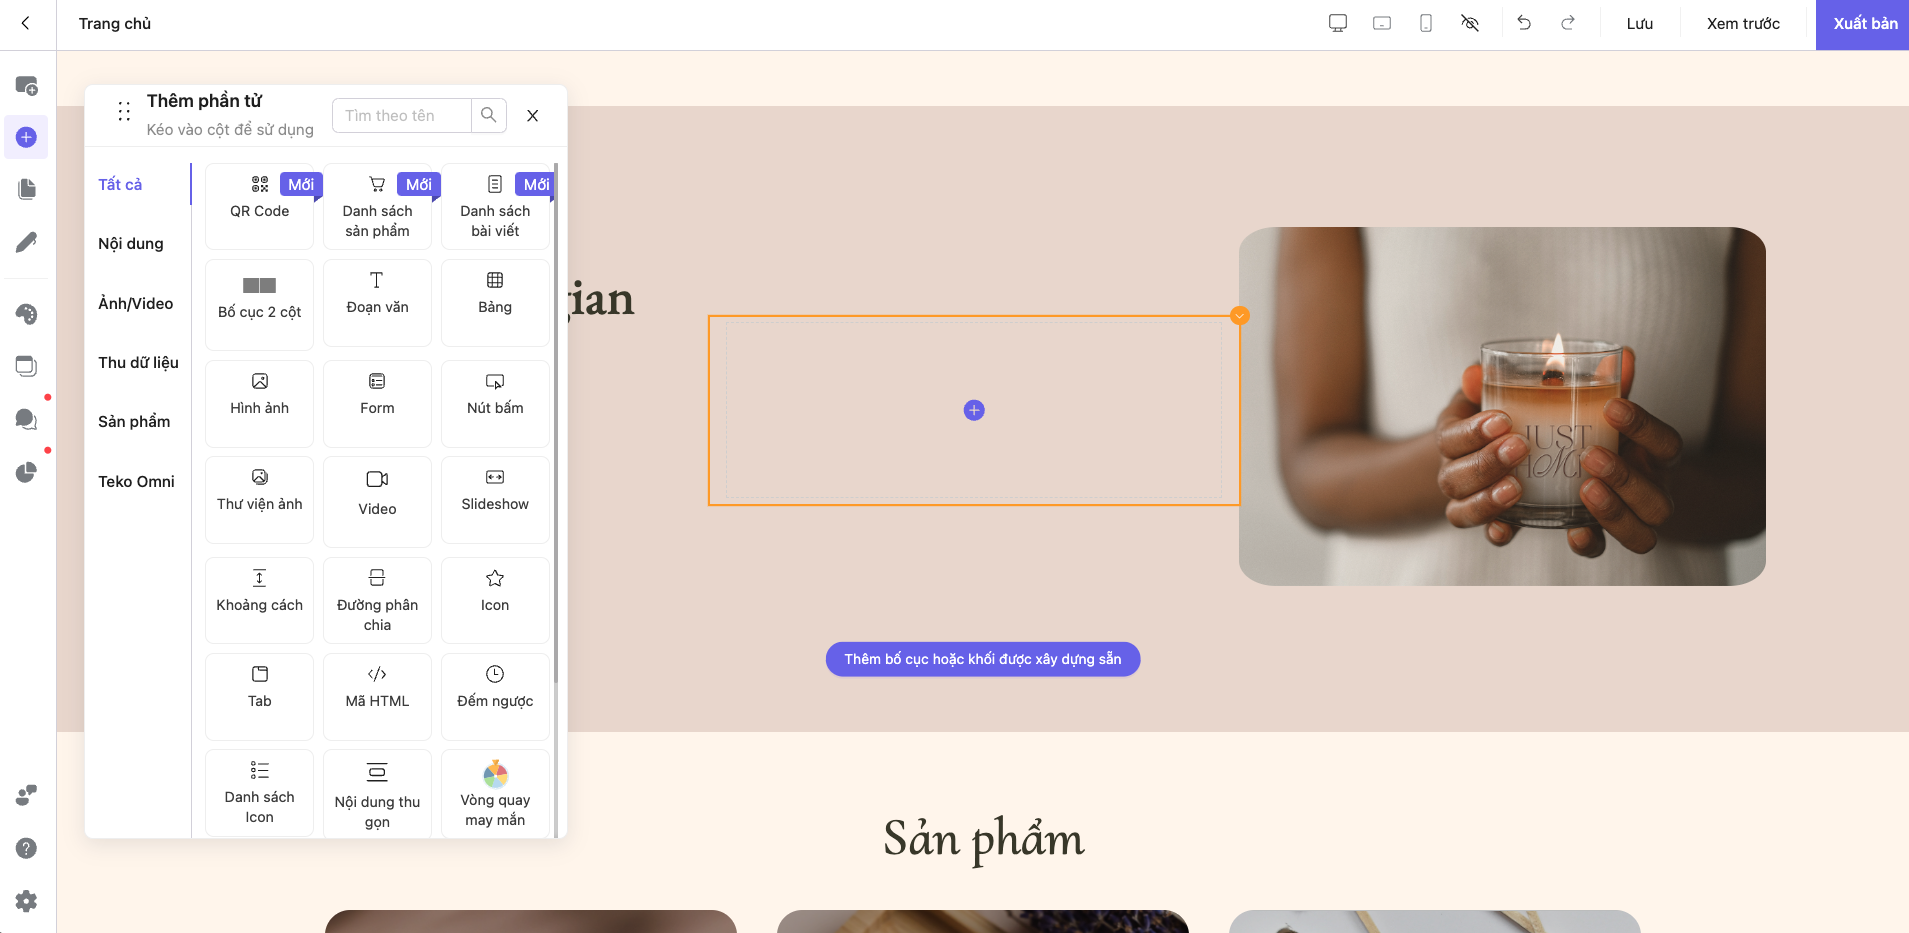 Trang chủ
Lưu
Xem trước
Xuất bản
Thêm phần tử
Kéo vào cột để sử dụng
Tìm theo tên
Tất cả
Nội dung
Ảnh/Video
Thu dữ liệu
Sản phẩm
Teko Omni
Mới
QR Code
Mới
Danh sách
sản phẩm
Mới
Danh sách
bài viết
Bố cục 2 cột
Đoạn văn
Bảng
Hình ảnh
Form
Nút bấm
Thư viện ảnh
Video
Slideshow
Khoảng cách
Đường phân
chia
Icon
Tab
Mã HTML
Đếm ngược
Danh sách
Icon
Nội dung thu
gọn
Vòng quay
may mắn
gian
JUST
Thêm bố cục hoặc khối được xây dựng sẵn
Sản phẩm